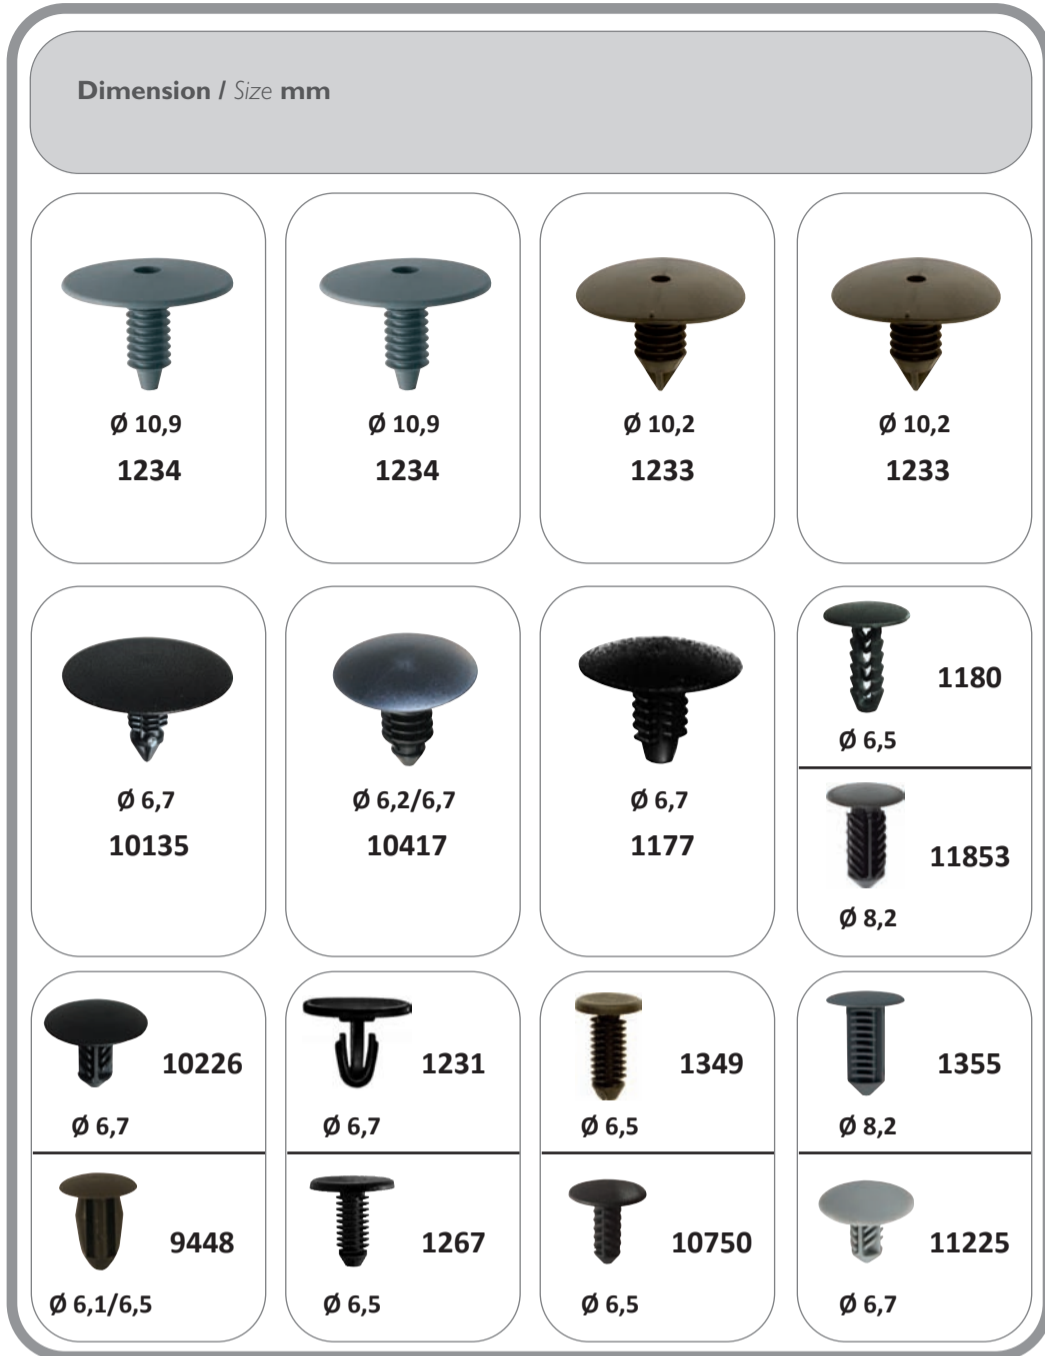 Dimension / Size mm
Ø 10,9
1234
Ø 10,9
1234
Ø 10,2
1233
Ø 10,2
1233
Ø 6,7
10135
Ø 6,2/6,7
10417
Ø 6,7
1177
1180
Ø 6,5
11853
Ø 8,2
10226
Ø 6,7
9448
Ø 6,1/6,5
1231
Ø 6,7
1267
Ø 6,5
1349
Ø 6,5
10750
Ø 6,5
1355
Ø 8,2
11225
Ø 6,7